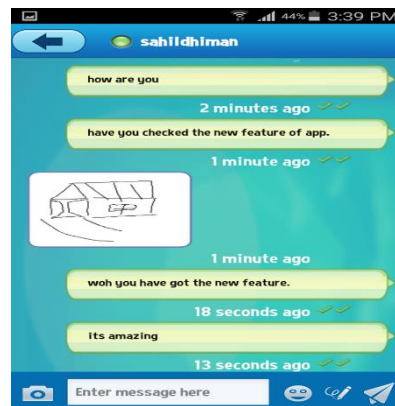 44% 3:39 PM
sahildhiman
how are you
2 minutes ago
have you checked the new feature of app.
1 minute ago
1 minute ago
woh you have got the new feature.
18 seconds ago
its amazing
13 seconds ago
Enter message here